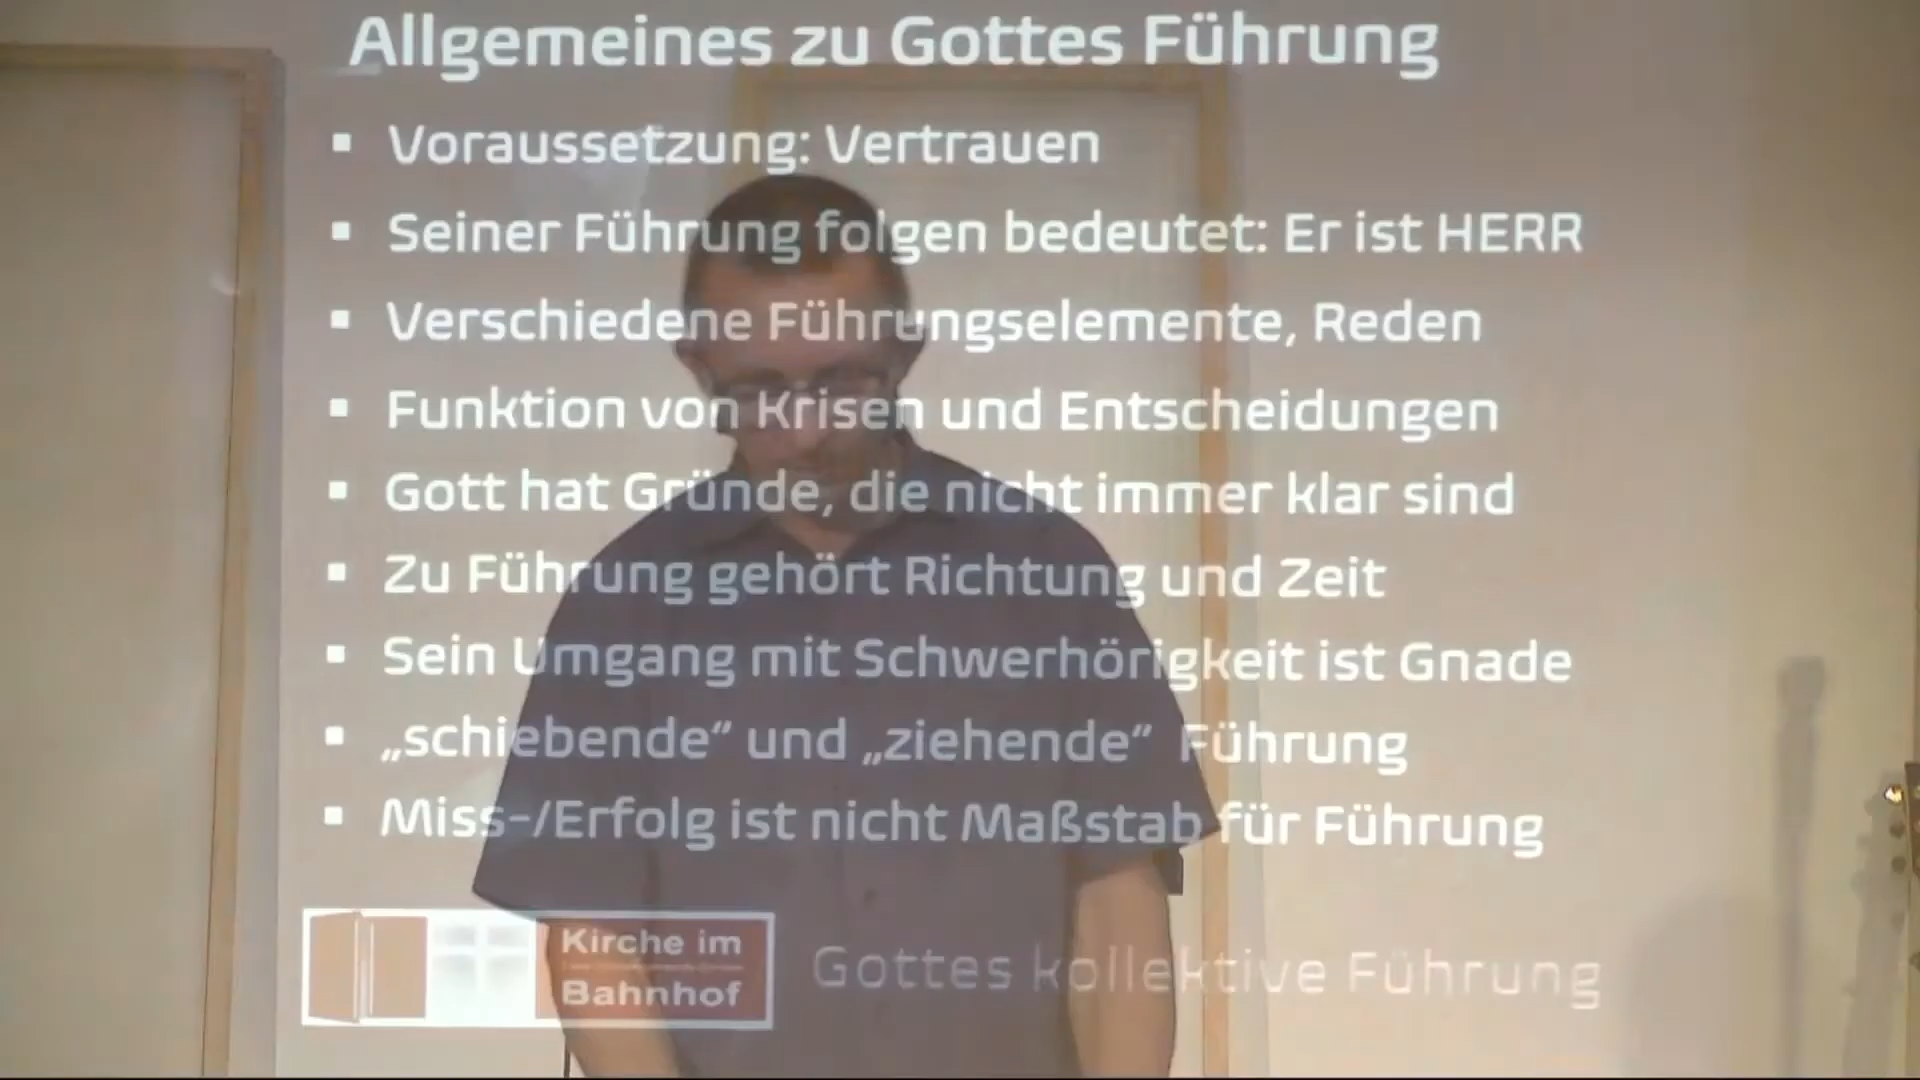 Allgemeines zu Gottes Führung
▪ Voraussetzung: Vertrauen
▪ Seiner Führung folgen bedeutet: Er ist HERR
▪ Verschiedene Führungselemente, Reden
▪ Funktion von Krisen und Entscheidungen
▪ Gott hat Gründe, die nicht immer klar sind
▪ Zu Führung gehört Richtung und Zeit
▪ Sein Umgang mit Schwerhörigkeit ist Gnade
▪ „schiebende“ und „ziehende“ Führung
▪ Miss-/Erfolg ist nicht Maßstab für Führung
Kirche im
Bahnhof
Gottes kollektive Führung